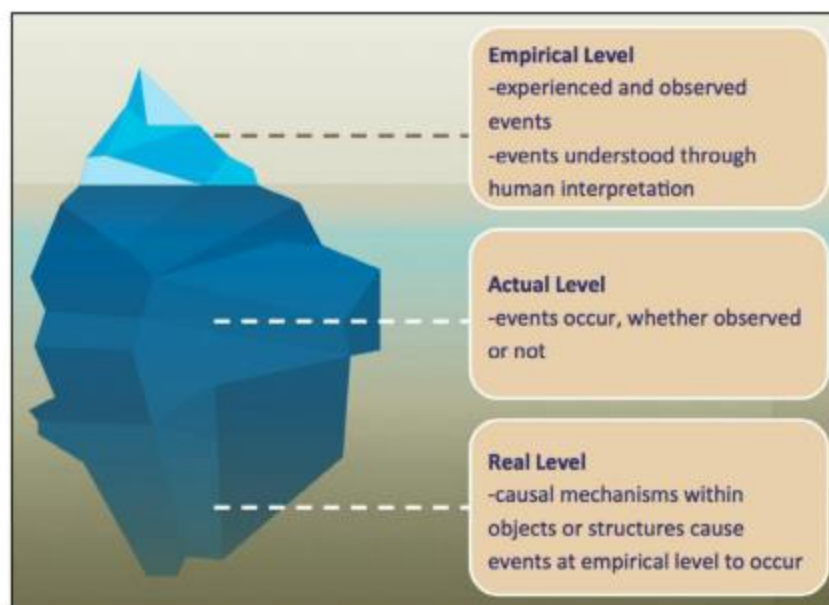 Empirical Level
-experienced and observed
events
-events understood through
human interpretation
Actual Level
-events occur, whether observed
or not
Real Level
-causal mechanisms within
objects or structures cause
events at empirical level to occur